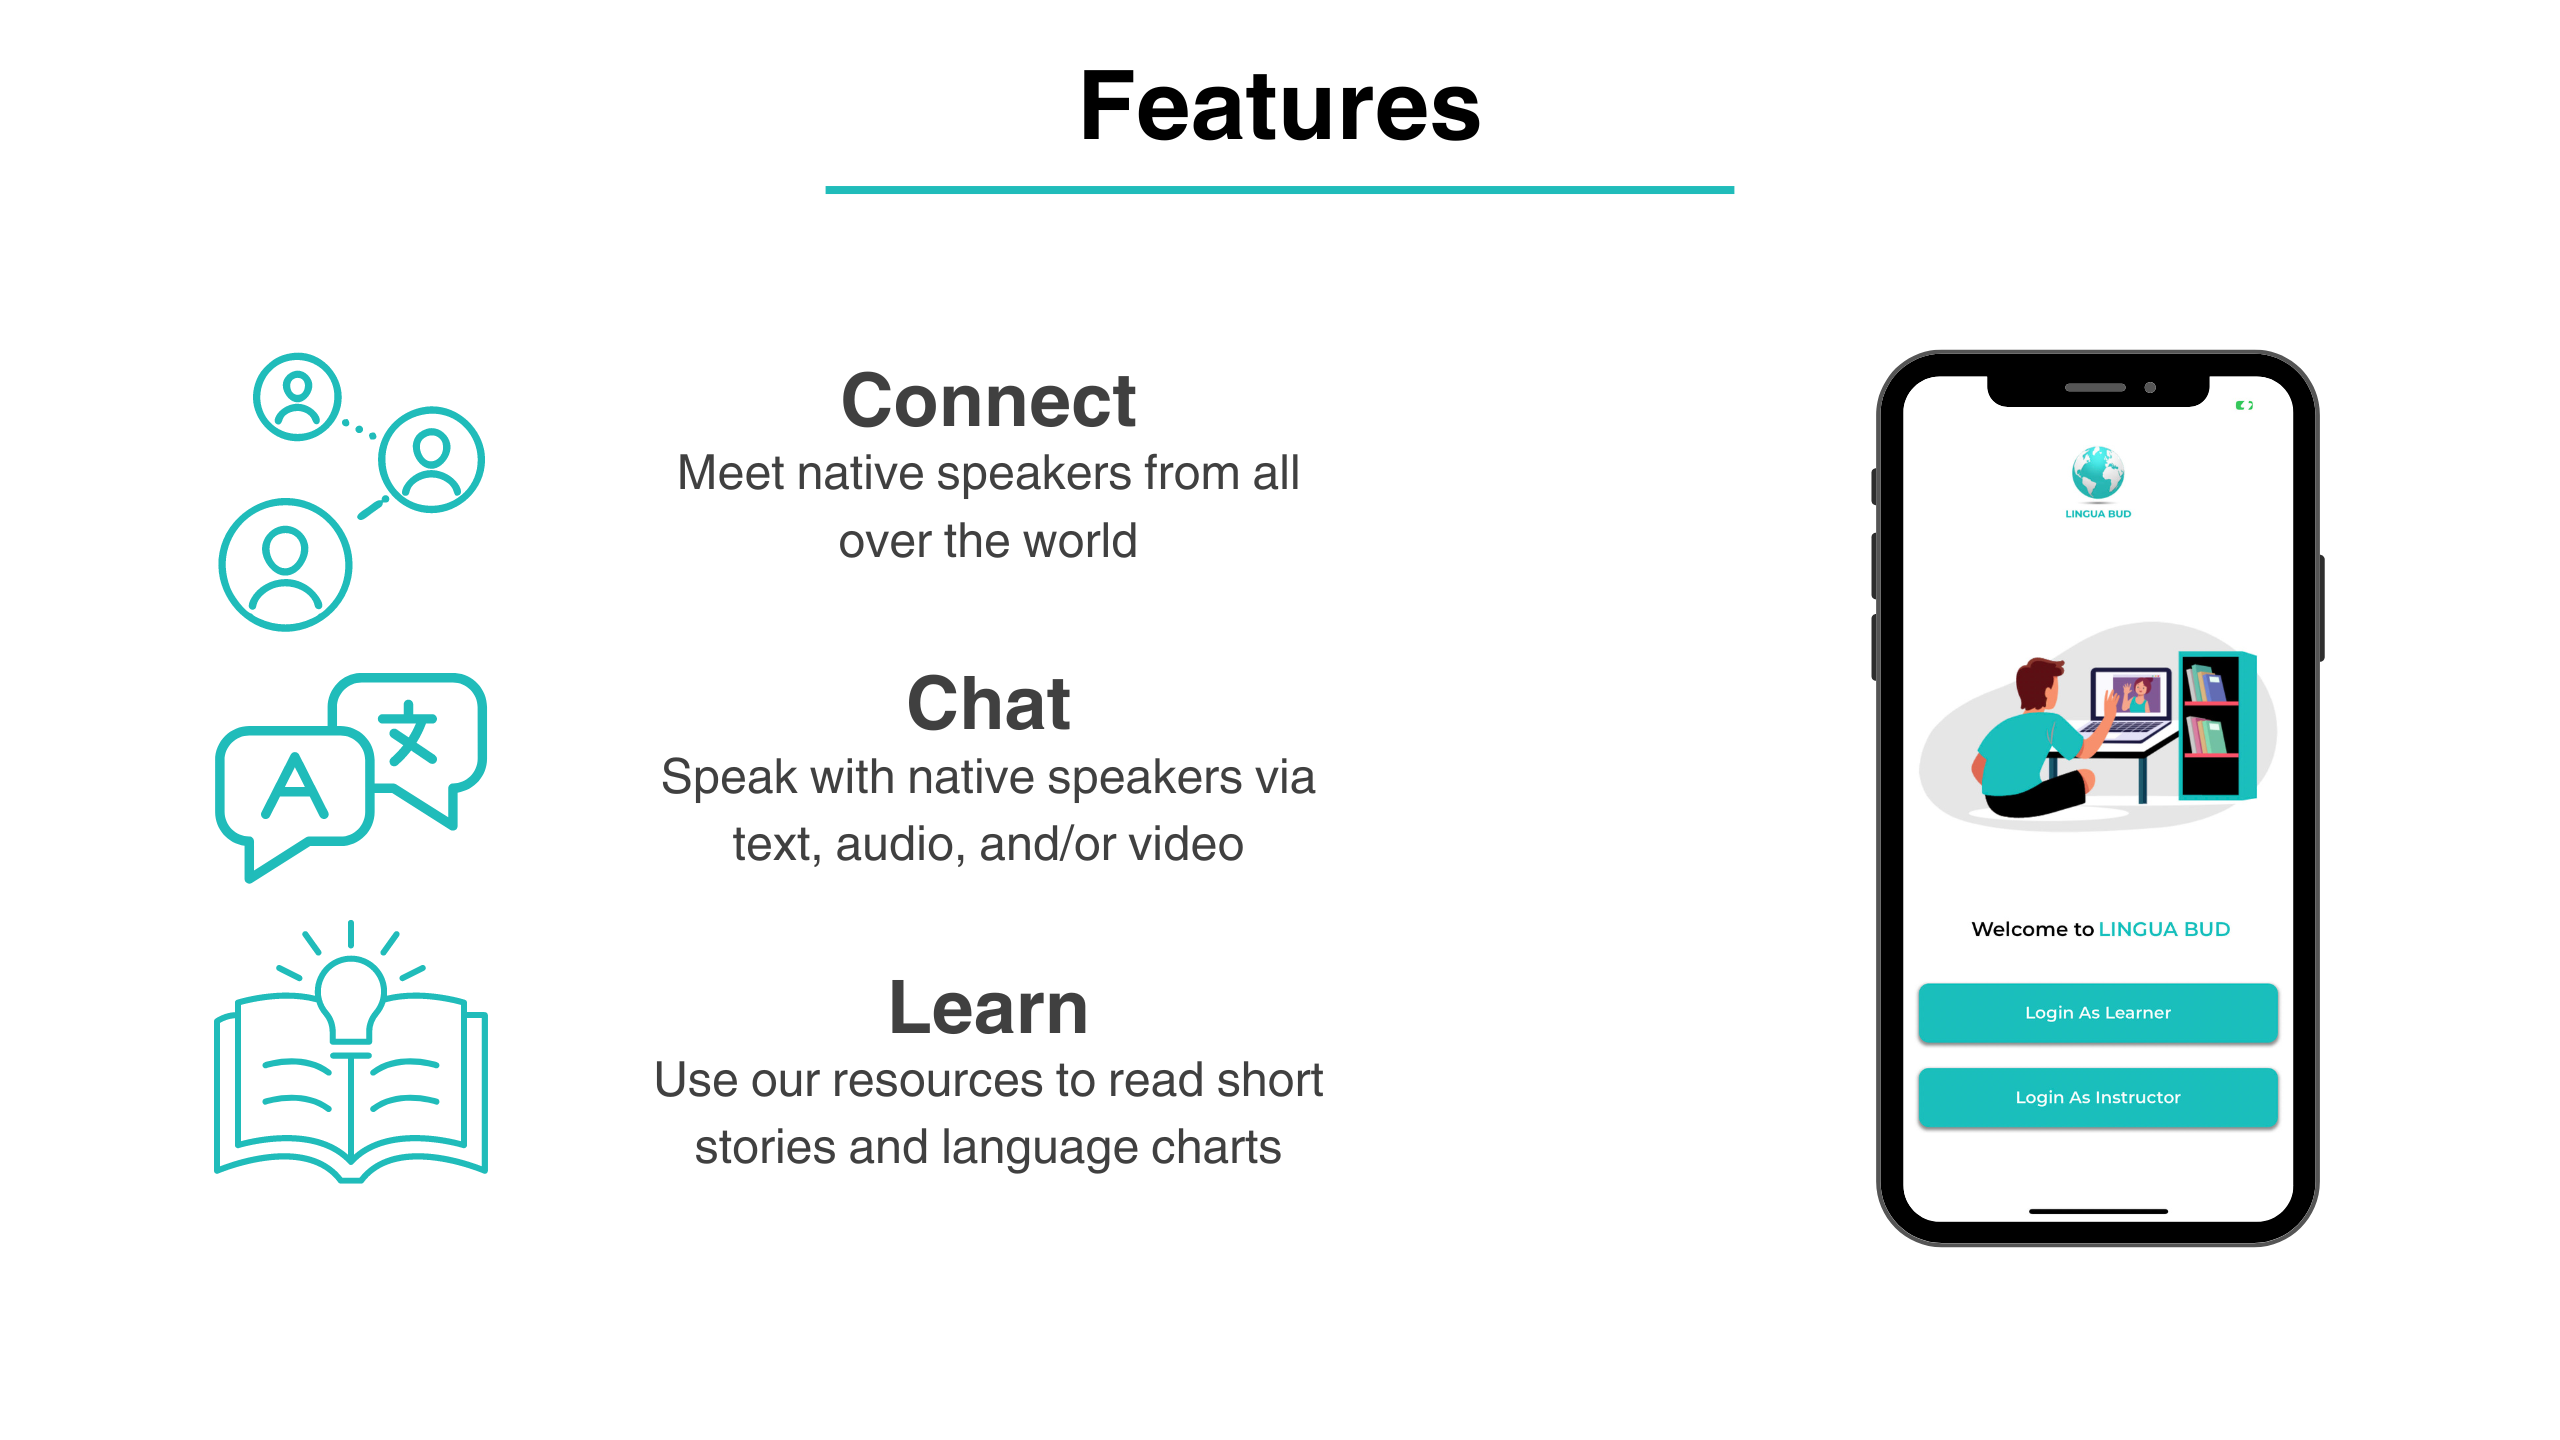 Features
Connect
Meet native speakers from all
over the world
A 文
Chat
Speak with native speakers via
text, audio, and/or video
Learn
Use our resources to read short
stories and language charts
LINGUA BUD
Welcome to LINGUA BUD
Login As Learner
Login As Instructor